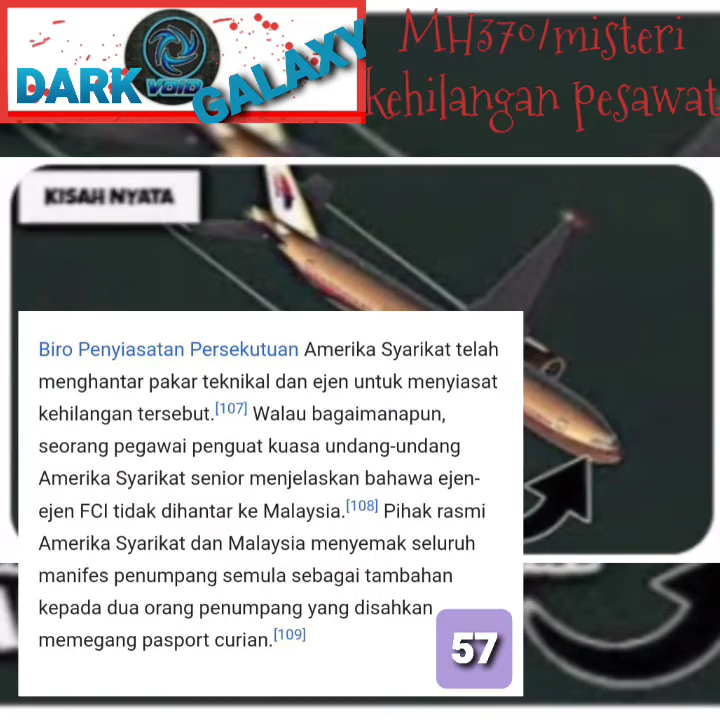 DARK VOID GALAXY
MH370/misteri
kehilangan pesawat
KISAH NYATA
Biro Penyiasatan Persekutuan Amerika Syarikat telah
menghantar pakar teknikal dan ejen untuk menyiasat
kehilangan tersebut.[107] Walau bagaimanapun,
seorang pegawai penguat kuasa undang-undang
Amerika Syarikat senior menjelaskan bahawa ejen-
ejen FCI tidak dihantar ke Malaysia.[108] Pihak rasmi
Amerika Syarikat dan Malaysia menyemak seluruh
manifes penumpang semula sebagai tambahan
kepada dua orang penumpang yang disahkan
memegang pasport curian.[109]
57